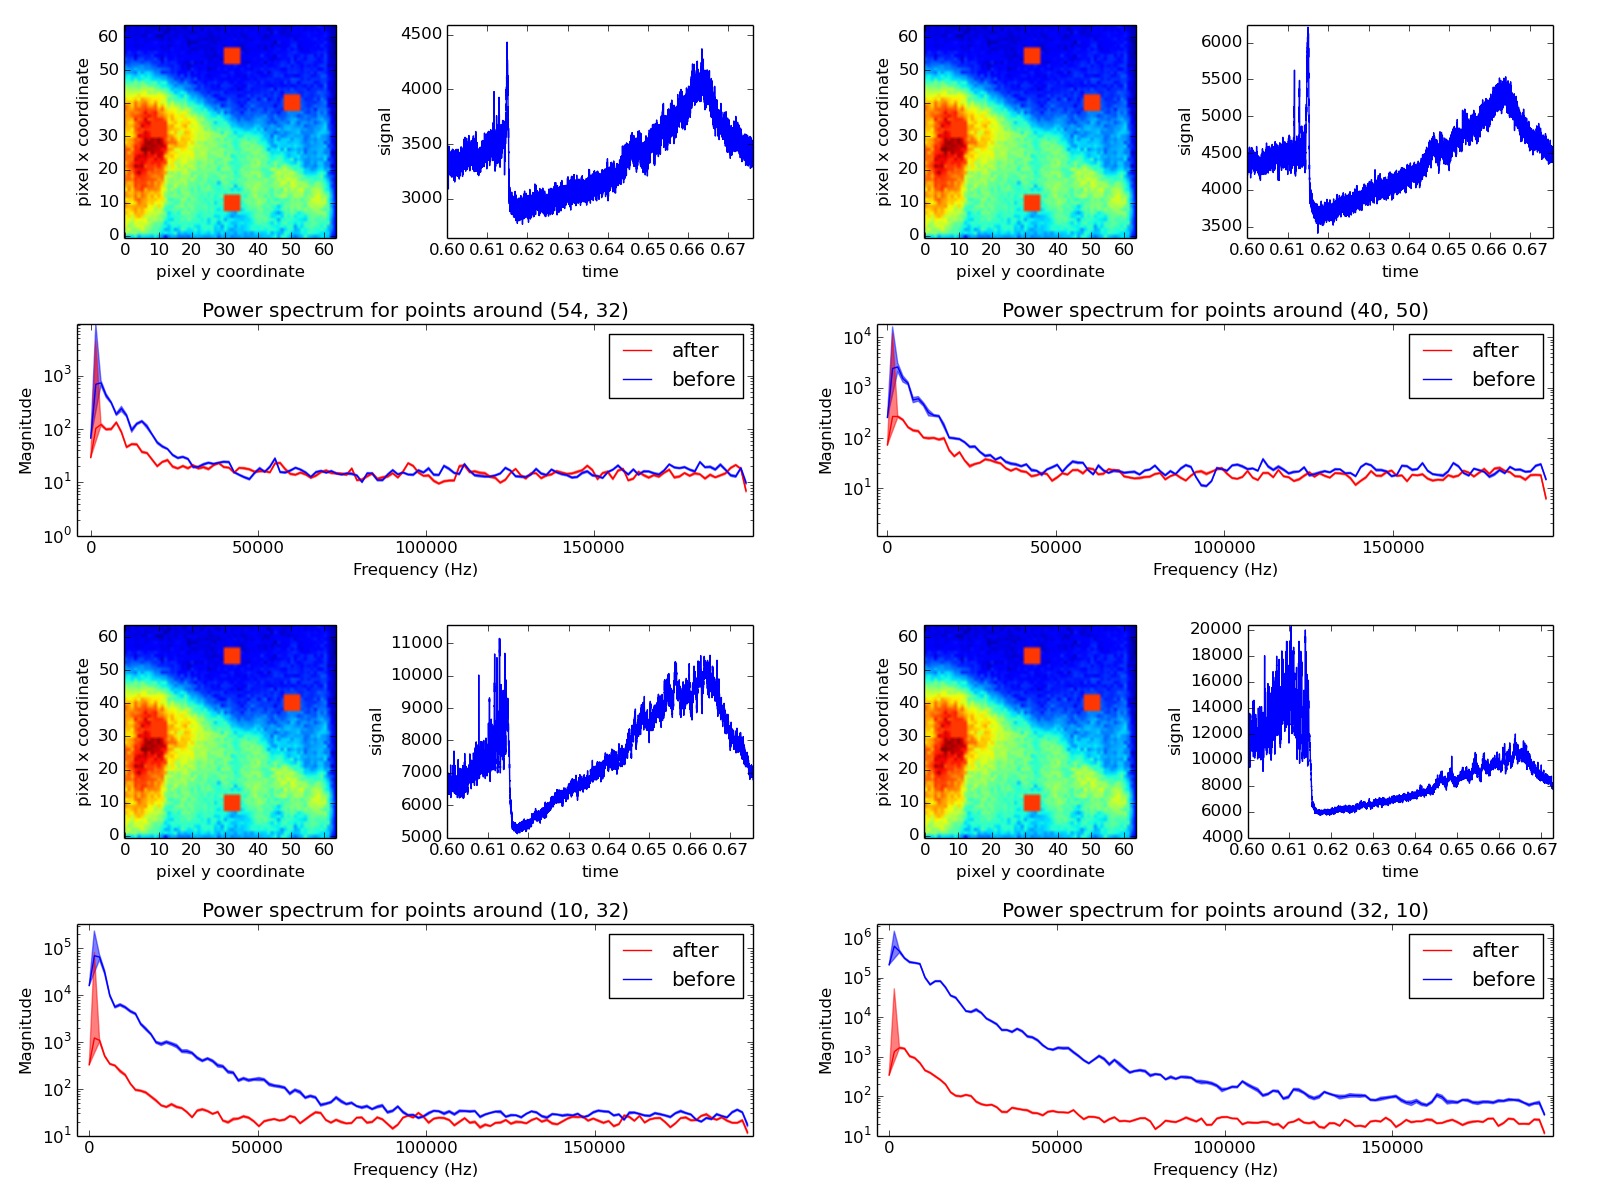 60
50
40
30
20
10
0
pixel x coordinate
0 10 20 30 40 50 60
pixel y coordinate
4500
4000
3500
3000
signal
0.60 0.61 0.62 0.63 0.64 0.65 0.66 0.67
time
60
50
40
30
20
10
0
pixel x coordinate
0 10 20 30 40 50 60
pixel y coordinate
6000
5500
5000
4500
4000
3500
signal
0.60 0.61 0.62 0.63 0.64 0.65 0.66 0.67
time
Power spectrum for points around (54, 32)
after
before
10^3
10^2
10^1
10^0
Magnitude
0 50000 100000 150000
Frequency (Hz)
Power spectrum for points around (40, 50)
after
before
10^4
10^3
10^2
10^1
Magnitude
0 50000 100000 150000
Frequency (Hz)
60
50
40
30
20
10
0
pixel x coordinate
0 10 20 30 40 50 60
pixel y coordinate
11000
10000
9000
8000
7000
6000
5000
signal
0.60 0.61 0.62 0.63 0.64 0.65 0.66 0.67
time
60
50
40
30
20
10
0
pixel x coordinate
0 10 20 30 40 50 60
pixel y coordinate
20000
18000
16000
14000
12000
10000
8000
6000
4000
signal
0.60 0.61 0.62 0.63 0.64 0.65 0.66 0.67
time
Power spectrum for points around (10, 32)
after
before
10^5
10^4
10^3
10^2
10^1
Magnitude
0 50000 100000 150000
Frequency (Hz)
Power spectrum for points around (32, 10)
after
before
10^6
10^5
10^4
10^3
10^2
10^1
Magnitude
0 50000 100000 150000
Frequency (Hz)